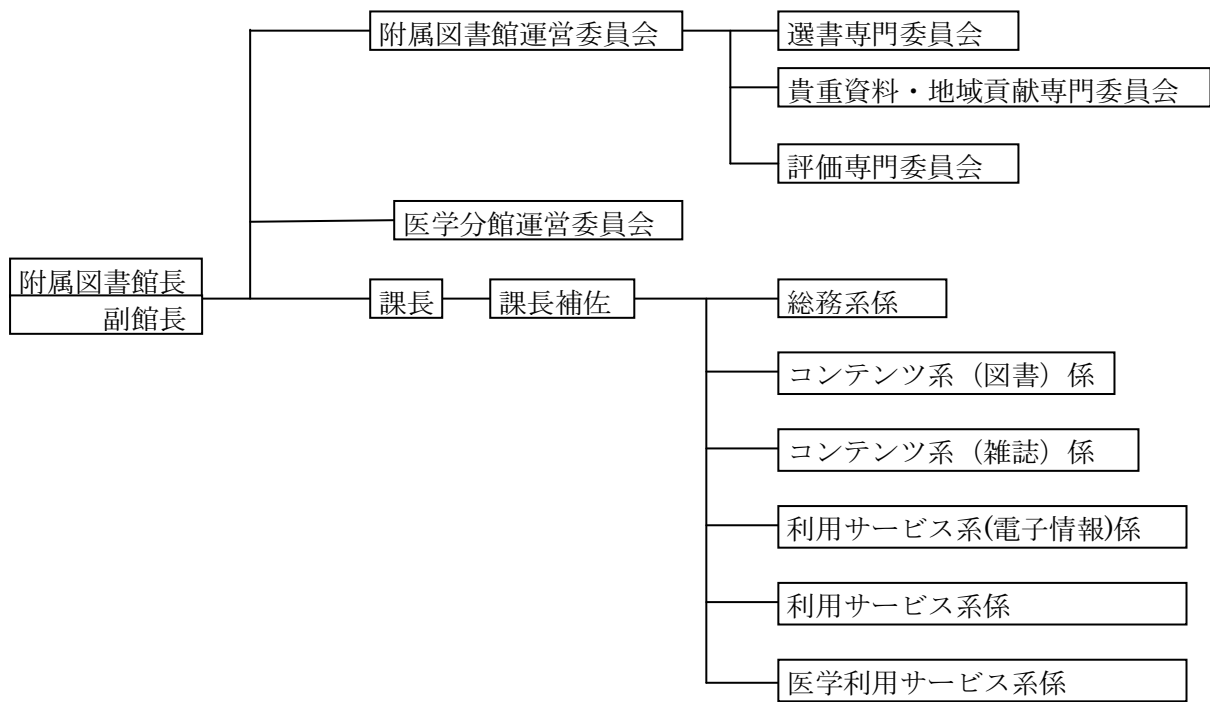 附属図書館運営委員会
選書専門委員会
貴重資料・地域貢献専門委員会
評価専門委員会
医学分館運営委員会
附属図書館長
副館長
課長
課長補佐
総務系係
コンテンツ系（図書）係
コンテンツ系（雑誌）係
利用サービス系(電子情報)係
利用サービス系係
医学利用サービス系係